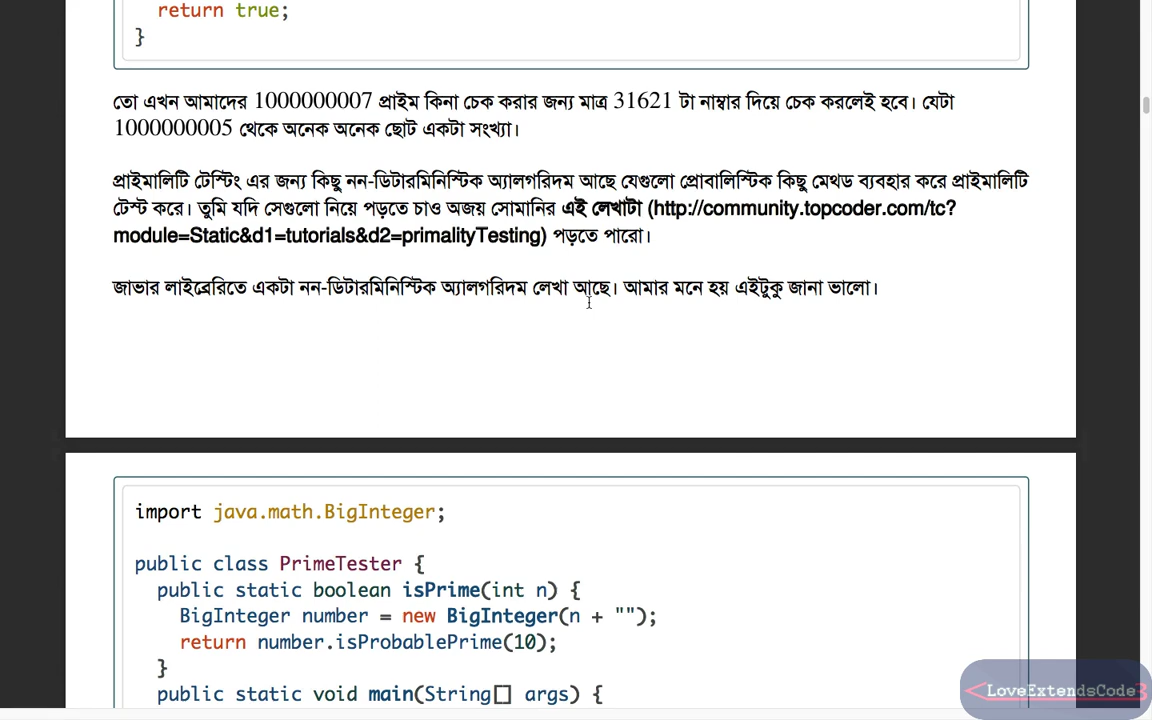 return true;
}
তো এখন আমাদের 1000000007 প্রাইম কিনা চেক করার জন্য মাত্র 31621 টা নাম্বার দিয়ে চেক করলেই হবে। যেটা
1000000005 থেকে অনেক অনেক ছোট একটা সংখ্যা।
প্রাইমালিটি টেস্টিং এর জন্য কিছু নন-ডিটারমিনিস্টিক অ্যালগরিদম আছে যেগুলো প্রোবালিস্টিক কিছু মেথড ব্যবহার করে প্রাইমালিটি
টেস্ট করে। তুমি যদি সেগুলো নিয়ে পড়তে চাও অজয় সোমানির এই লেখাটা (http://community.topcoder.com/tc?
module=Static&d1=tutorials&d2=primalityTesting) পড়তে পারো।
জাভার লাইব্রেরিতে একটা নন-ডিটারমিনিস্টিক অ্যালগরিদম লেখা আছে। আমার মনে হয় এইটুকু জানা ভালো।
import java.math.BigInteger;
public class PrimeTester {
public static boolean isPrime(int n) {
BigInteger number = new BigInteger(n + "");
return number.isProbablePrime(10);
}
public static void main(String[] args) {
<LoveExtendsCode3